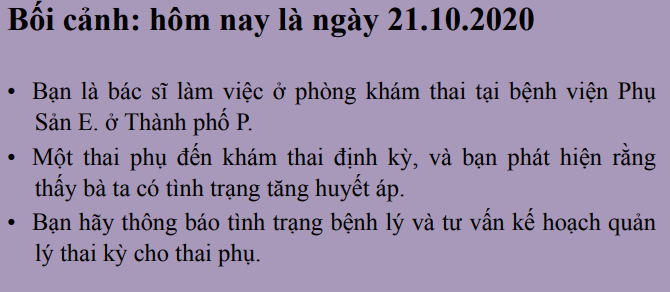 Bối cảnh: hôm nay là ngày 21.10.2020
• Bạn là bác sĩ làm việc ở phòng khám thai tại bệnh viện Phụ
Sản E. ở Thành phố P.
• Một thai phụ đến khám thai định kỳ, và bạn phát hiện rằng
thấy bà ta có tình trạng tăng huyết áp.
• Bạn hãy thông báo tình trạng bệnh lý và tư vấn kế hoạch quản
lý thai kỳ cho thai phụ.